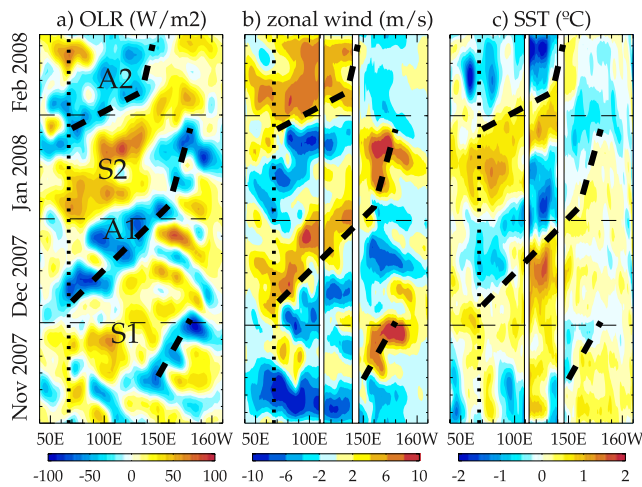 a) OLR (W/m2) b) zonal wind (m/s) c) SST (ºC)
Feb 2008
Jan 2008
Dec 2007
Nov 2007
A2
S2
A1
S1
50E 100E 150E 160W 50E 100E 150E 160W 50E 100E 150E 160W
-100 -50 0 50 100 -10 -6 -2 2 6 10 -2 -1 0 1 2